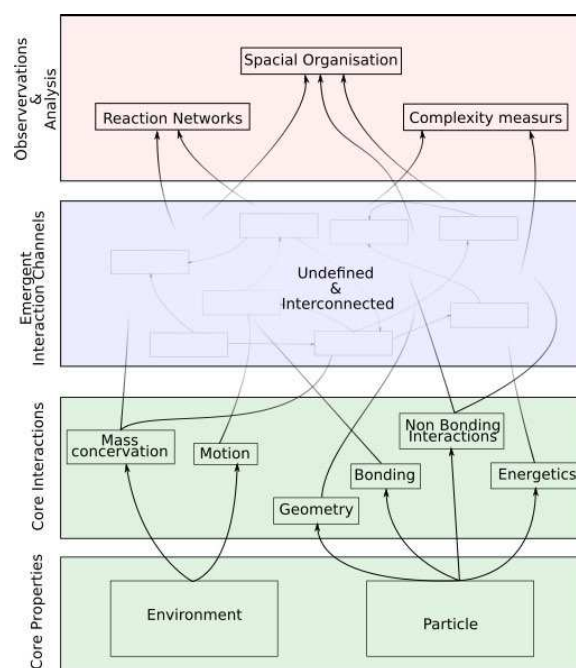 Obserervations
&
Analysis
Spacial Organisation
Reaction Networks
Complexity measurs
Emergent
Interaction Channels
Undefined
&
Interconnected
Core Interactions
Mass
concervation
Motion
Non Bonding
Interactions
Bonding
Energetics
Geometry
Core Properties
Environment
Particle